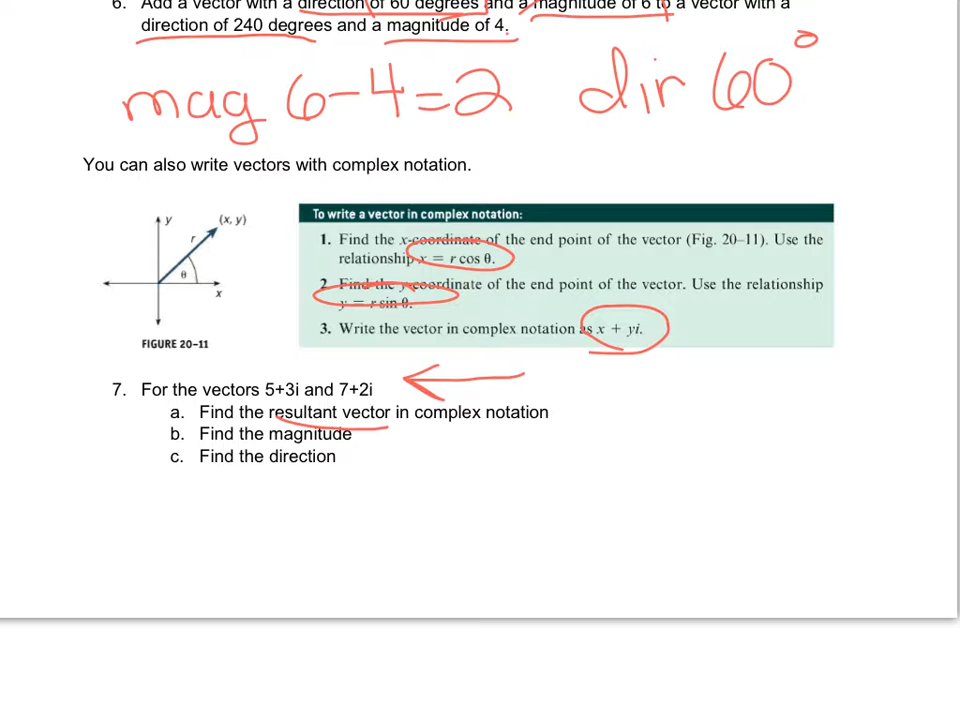 6. Add a vector with a direction of 60 degrees and a magnitude of 6 to a vector with a
direction of 240 degrees and a magnitude of 4.
mag 6-4=2 dir 60°
You can also write vectors with complex notation.
y
(x, y)
r
θ
x
FIGURE 20–11
To write a vector in complex notation:
1. Find the x-coordinate of the end point of the vector (Fig. 20–11). Use the
relationship x = r cos θ.
2. Find the y-coordinate of the end point of the vector. Use the relationship
y = r sin θ.
3. Write the vector in complex notation as x + yi.
7. For the vectors 5+3i and 7+2i
a. Find the resultant vector in complex notation
b. Find the magnitude
c. Find the direction